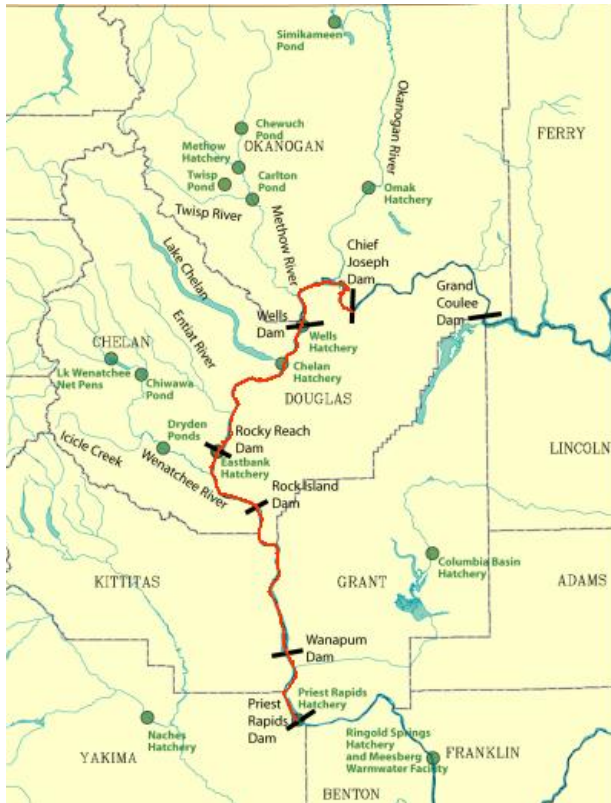 Simikameen
Pond
Okanogan River
Chewuch
Pond
OKANOGAN
FERRY
Methow
Hatchery
Twisp
Pond
Carlton
Pond
Omak
Hatchery
Twisp River
Methow River
Lake Chelan
Chief
Joseph
Dam
Grand
Coulee
Dam
Wells
Dam
Wells
Hatchery
Entiat River
CHELAN
Chelan
Hatchery
Lk Wenatchee
Net Pens
Chiwawa
Pond
DOUGLAS
Dryden
Ponds
Rocky Reach
Dam
Icicle Creek
Wenatchee River
Eastbank
Hatchery
LINCOLN
Rock Island
Dam
Columbia Basin
Hatchery
KITTITAS
GRANT
ADAMS
Wanapum
Dam
Priest Rapids
Hatchery
Priest
Rapids
Dam
Naches
Hatchery
YAKIMA
Ringold Springs
Hatchery
and Meesberg
Warmwater Facility
FRANKLIN
BENTON